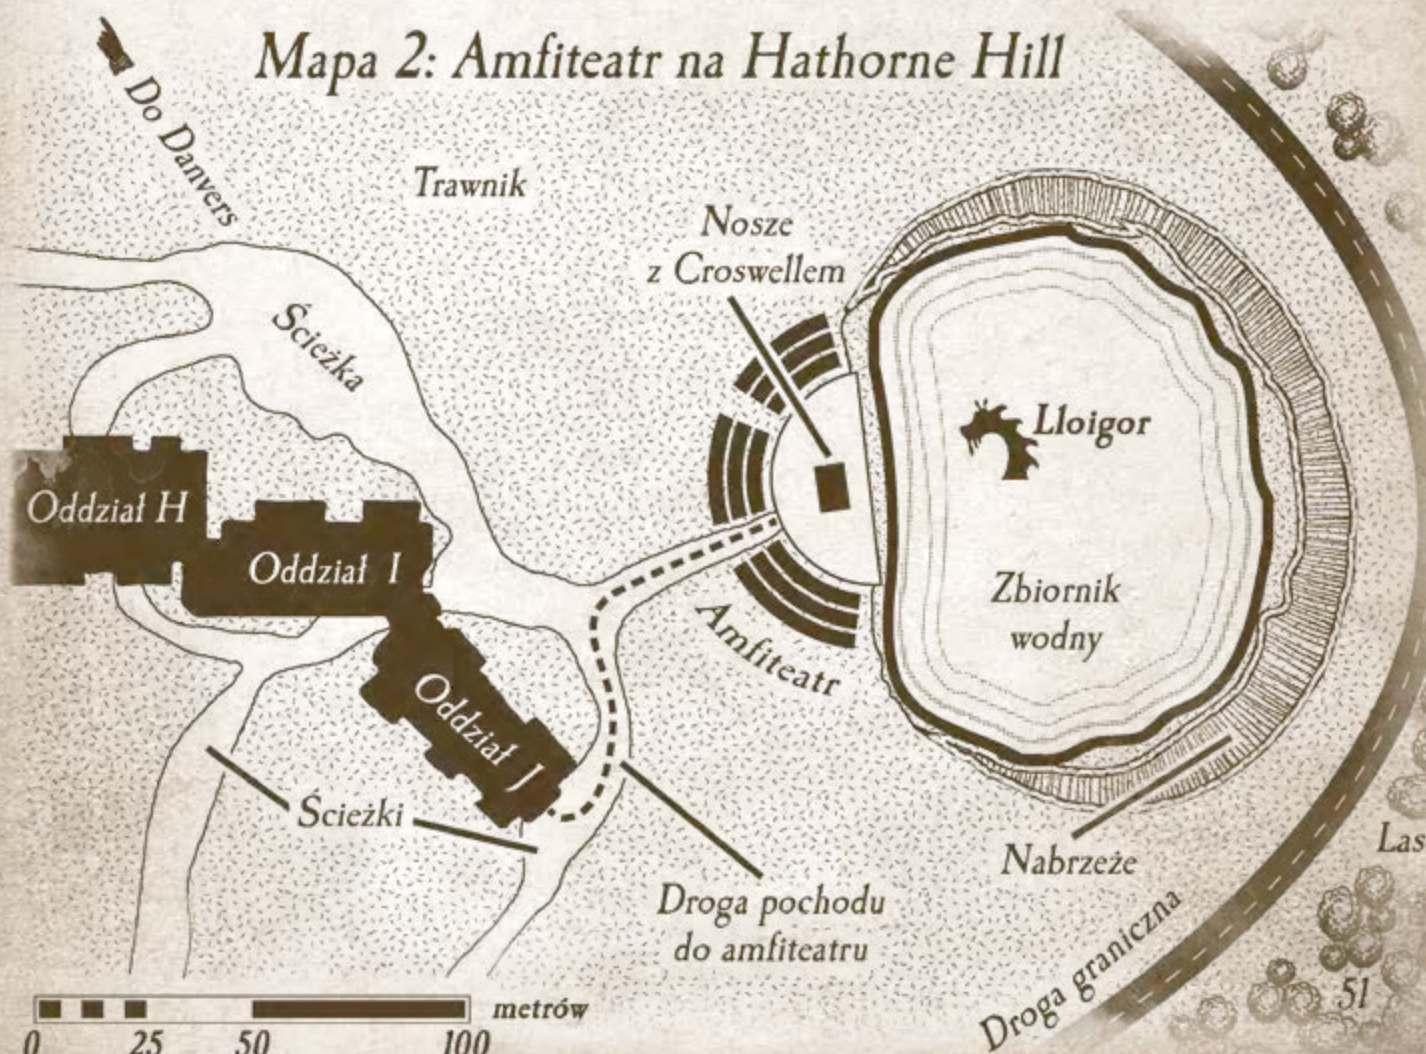 Mapa 2: Amfiteatr na Hathorne Hill
Do Danvers
Trawnik
Nosze
z Croswellem
Ścieżka
Lloigor
Oddział H
Oddział I
Zbiornik
wodny
Amfiteatr
Oddział J
Ścieżki
Nabrzeże
Las
Droga pochodu
do amfiteatru
Droga graniczna
51
metrów
0 25 50 100